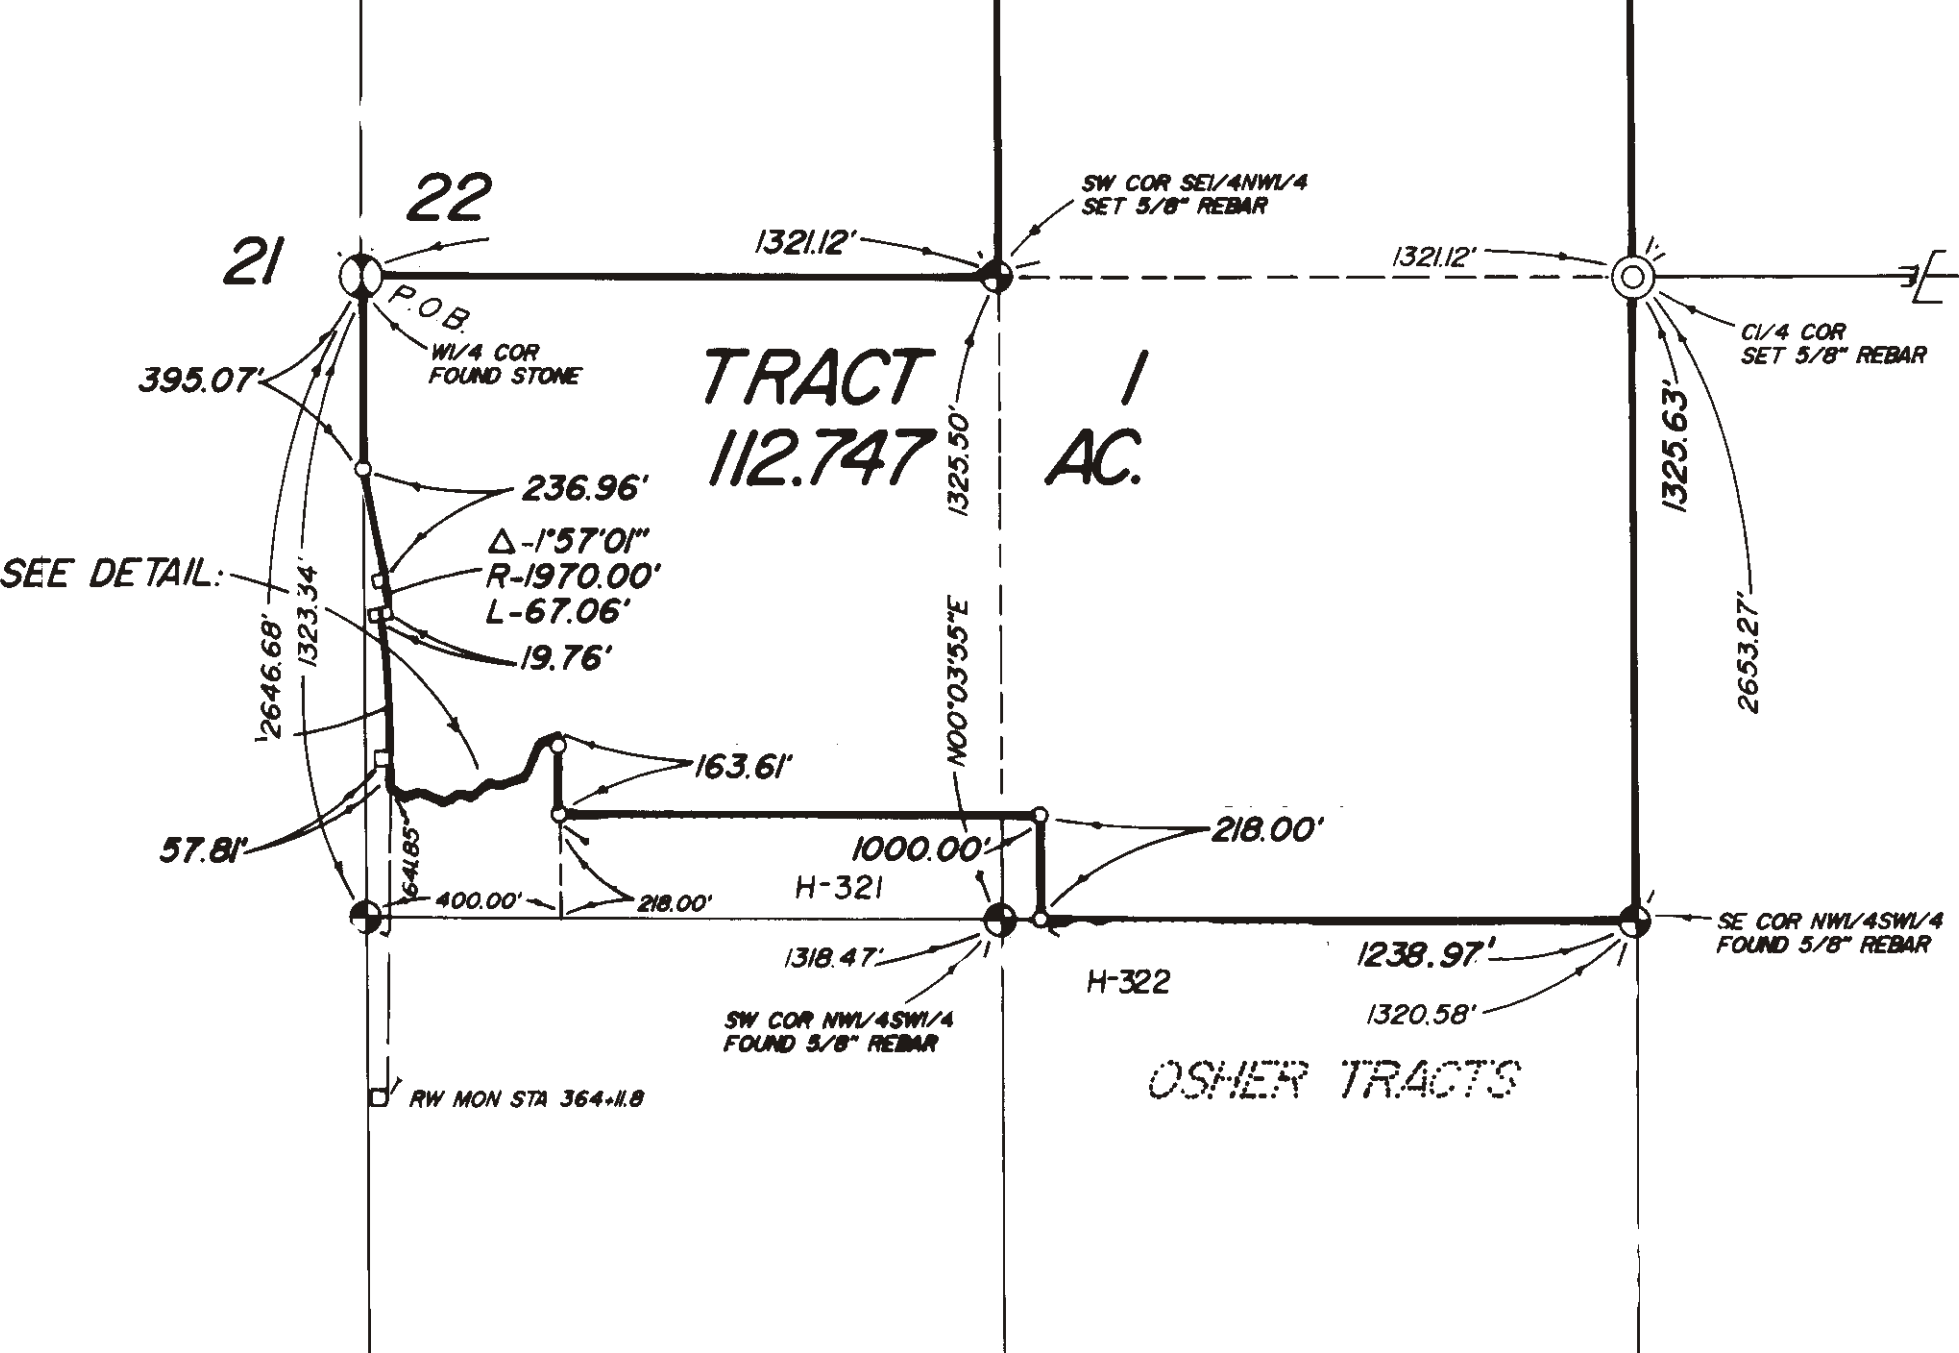 22
21
SW COR SE1/4NW1/4
SET 5/8" REBAR
1321.12'
1321.12'
P.O.B.
W1/4 COR
FOUND STONE
C1/4 COR
SET 5/8" REBAR
395.07'
TRACT 1
112.747 AC.
1325.50'
1325.63'
236.96'
Δ-1°57'01"
R-1970.00'
L-67.06'
SEE DETAIL:
19.76'
2646.68'
1323.34'
N00°03'55"E
2653.27'
163.61'
57.81'
641.85'
1000.00'
218.00'
H-321
400.00'
218.00'
1318.47'
1238.97'
SE COR NW1/4SW1/4
FOUND 5/8" REBAR
H-322
1320.58'
SW COR NW1/4SW1/4
FOUND 5/8" REBAR
OSHER TRACTS
RW MON STA 364+11.8